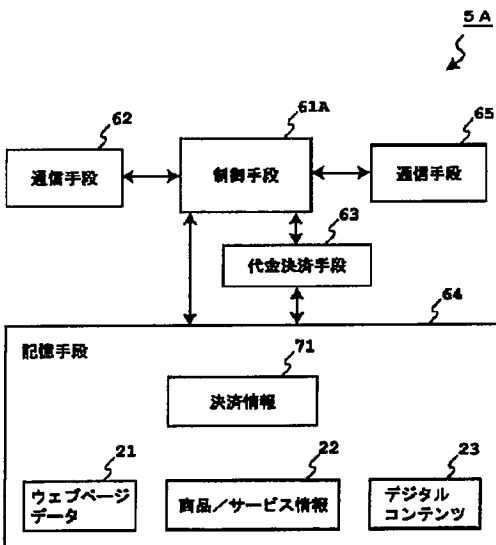 5A
62
61A
65
通信手段
制御手段
通信手段
63
代金決済手段
64
記憶手段
71
決済情報
21
22
23
ウェブページ
データ
商品／サービス情報
デジタル
コンテンツ